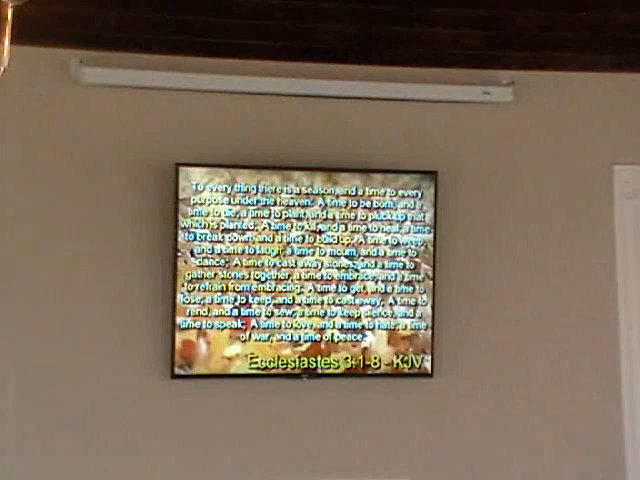 To every thing there is a season, and a time to every
purpose under the heaven: A time to be born, and a
time to die; a time to plant, and a time to pluck up that
which is planted; A time to kill, and a time to heal; a time
to break down, and a time to build up; A time to weep,
and a time to laugh; a time to mourn, and a time to
dance; A time to cast away stones, and a time to
gather stones together; a time to embrace, and a time
to refrain from embracing; A time to get, and a time to
lose; a time to keep, and a time to cast away; A time to
rend, and a time to sew; a time to keep silence, and a
time to speak; A time to love, and a time to hate; a time
of war, and a time of peace.
Ecclesiastes 3:1-8 - KJV